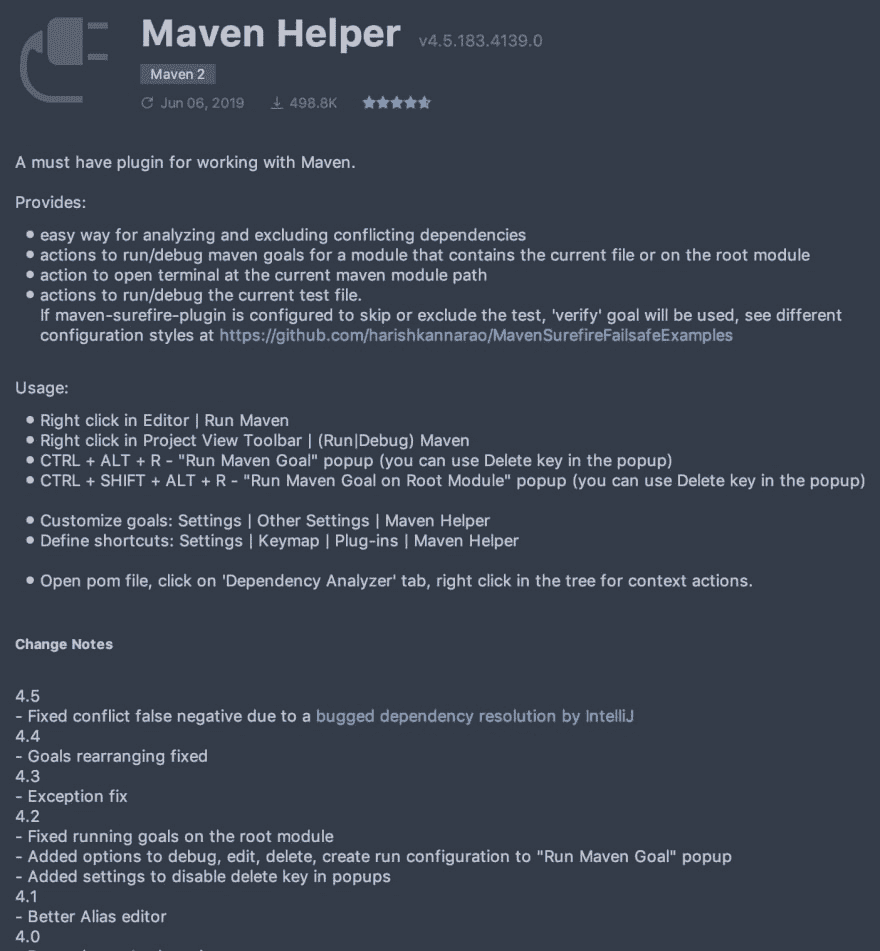 Maven Helper v4.5.183.4139.0
Maven 2
Jun 06, 2019 498.8K
A must have plugin for working with Maven.
Provides:
● easy way for analyzing and excluding conflicting dependencies
● actions to run/debug maven goals for a module that contains the current file or on the root module
● action to open terminal at the current maven module path
● actions to run/debug the current test file.
If maven-surefire-plugin is configured to skip or exclude the test, 'verify' goal will be used, see different
configuration styles at https://github.com/harishkannarao/MavenSurefireFailsafeExamples
Usage:
● Right click in Editor | Run Maven
● Right click in Project View Toolbar | (Run|Debug) Maven
● CTRL + ALT + R - "Run Maven Goal" popup (you can use Delete key in the popup)
● CTRL + SHIFT + ALT + R - "Run Maven Goal on Root Module" popup (you can use Delete key in the popup)
● Customize goals: Settings | Other Settings | Maven Helper
● Define shortcuts: Settings | Keymap | Plug-ins | Maven Helper
● Open pom file, click on 'Dependency Analyzer' tab, right click in the tree for context actions.
Change Notes
4.5
- Fixed conflict false negative due to a bugged dependency resolution by IntelliJ
4.4
- Goals rearranging fixed
4.3
- Exception fix
4.2
- Fixed running goals on the root module
- Added options to debug, edit, delete, create run configuration to "Run Maven Goal" popup
- Added settings to disable delete key in popups
4.1
- Better Alias editor
4.0